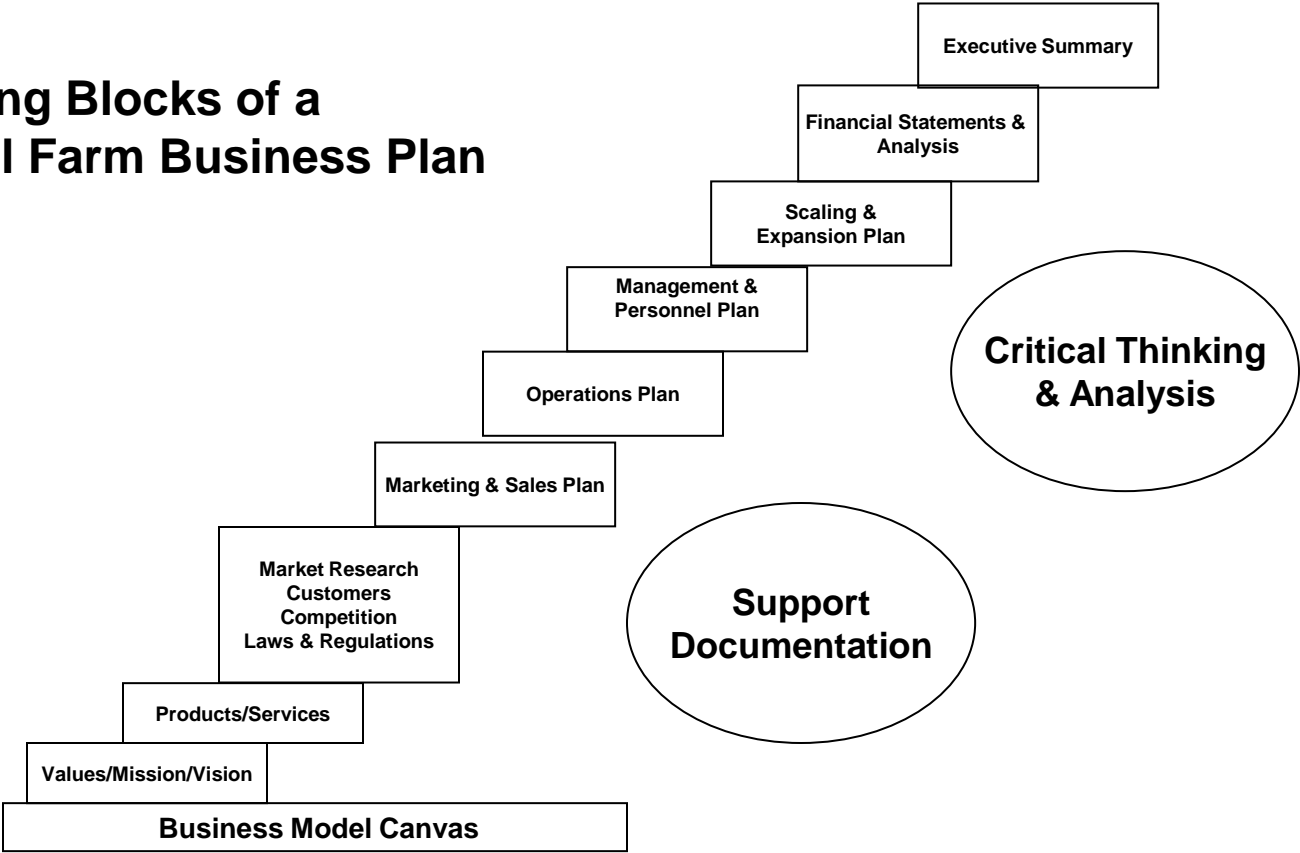 ng Blocks of a
l Farm Business Plan
Executive Summary
Financial Statements &
Analysis
Scaling &
Expansion Plan
Management &
Personnel Plan
Operations Plan
Marketing & Sales Plan
Market Research
Customers
Competition
Laws & Regulations
Products/Services
Values/Mission/Vision
Business Model Canvas
Critical Thinking
& Analysis
Support
Documentation